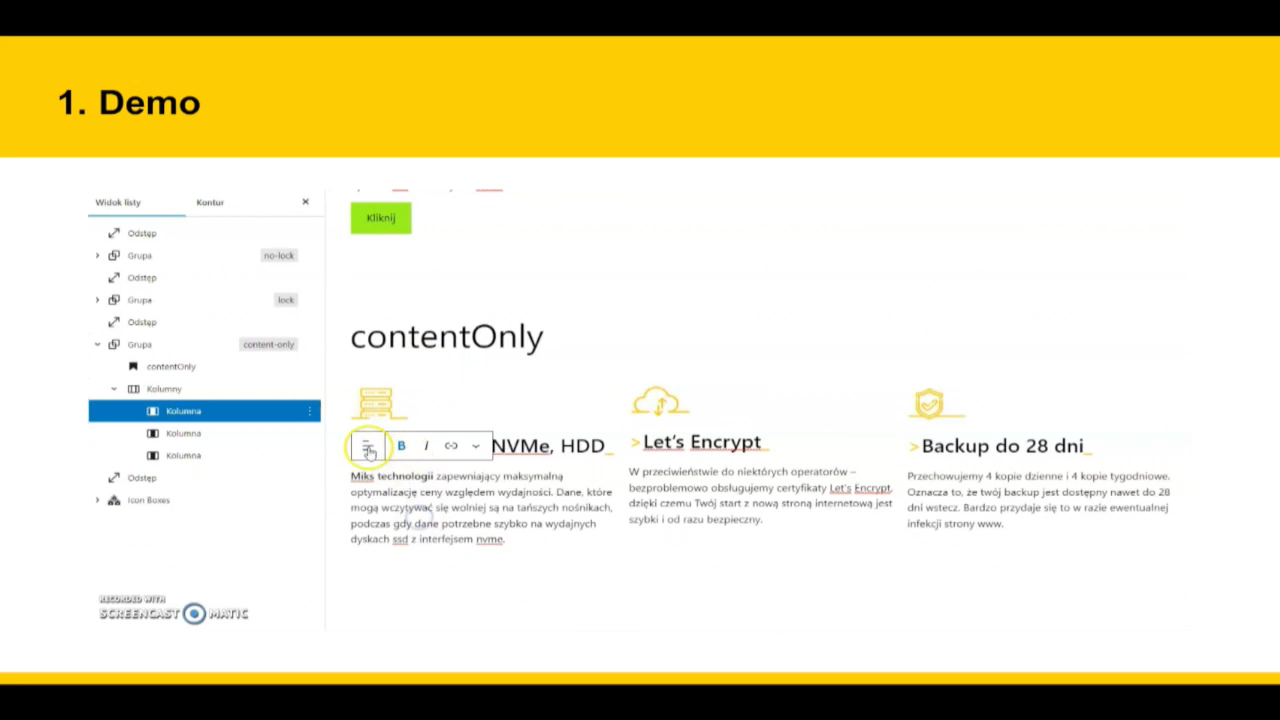 1. Demo
Widok listy
Kontur
Odstęp
Grupa
no-lock
Odstęp
Grupa
lock
Odstęp
Grupa
content-only
contentOnly
Kolumny
Kolumna
Kolumna
Kolumna
Odstęp
Icon Boxes
RECORDED WITH
SCREENCAST MATIC
Kliknij
contentOnly
B I
NVMe, HDD_
Miks technologii zapewniający maksymalną
optymalizację ceny względem wydajności. Dane, które
mogą wczytywać się wolniej są na tańszych nośnikach,
podczas gdy dane potrzebne szybko na wydajnych
dyskach ssd z interfejsem nvme.
>Let's Encrypt_
W przeciwieństwie do niektórych operatorów –
bezproblemowo obsługujemy certyfikaty Let's Encrypt,
dzięki czemu Twój start z nową stroną internetową jest
szybki i od razu bezpieczny.
>Backup do 28 dni_
Przechowujemy 4 kopie dzienne i 4 kopie tygodniowe.
Oznacza to, że twój backup jest dostępny nawet do 28
dni wstecz. Bardzo przydaje się to w razie ewentualnej
infekcji strony www.